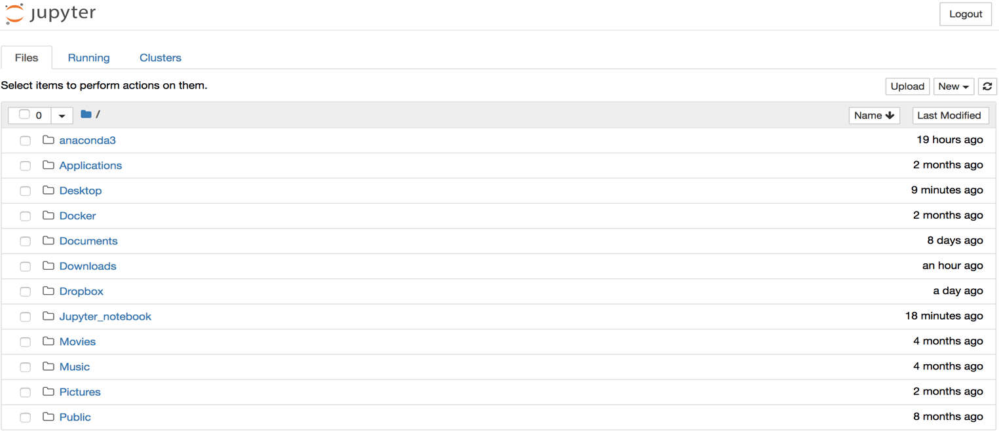 jupyter Logout
Files Running Clusters
Select items to perform actions on them. Upload New
0 / Name Last Modified
anaconda3 19 hours ago
Applications 2 months ago
Desktop 9 minutes ago
Docker 2 months ago
Documents 8 days ago
Downloads an hour ago
Dropbox a day ago
Jupyter_notebook 18 minutes ago
Movies 4 months ago
Music 4 months ago
Pictures 2 months ago
Public 8 months ago